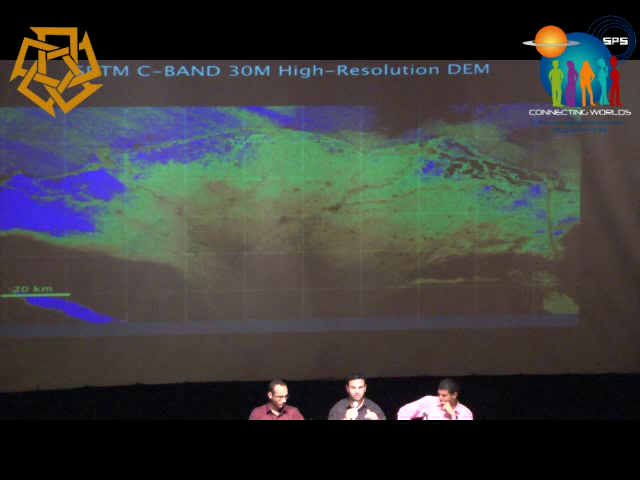 SRTM C-BAND 30M High-Resolution DEM
SPS
CONNECTING WORLDS
20 km